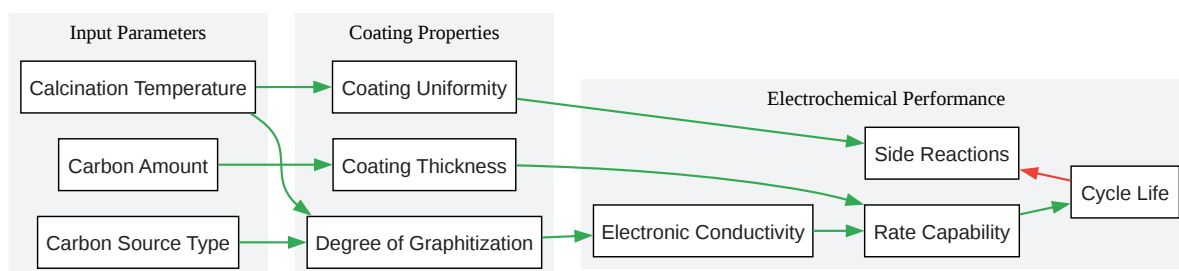 Input Parameters
Calcination Temperature
Carbon Amount
Carbon Source Type
Coating Properties
Coating Uniformity
Coating Thickness
Degree of Graphitization
Electrochemical Performance
Side Reactions
Cycle Life
Electronic Conductivity
Rate Capability